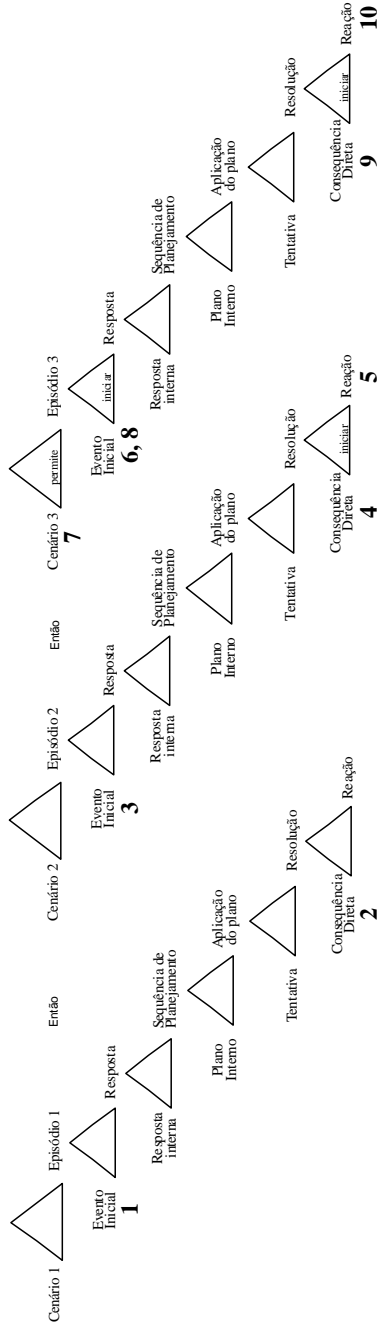 Cenário 1
Episódio 1
Evento
Inicial
1
Resposta
Resposta
interna
Sequência de
Planejamento
Plano
Interno
Aplicação
do plano
Tentativa
Resolução
Consequência
Direta
2
Reação
Então
Cenário 2
Episódio 2
Evento
Inicial
3
Resposta
Resposta
interna
Sequência de
Planejamento
Plano
Interno
Aplicação
do plano
Tentativa
Resolução
iniciar
Consequência
Direta
4
Reação
5
Então
Cenário 3
7
permite
Episódio 3
iniciar
Evento
Inicial
6, 8
Resposta
Resposta
interna
Sequência de
Planejamento
Plano
Interno
Aplicação
do plano
Tentativa
Resolução
iniciar
Consequência
Direta
9
Reação
10